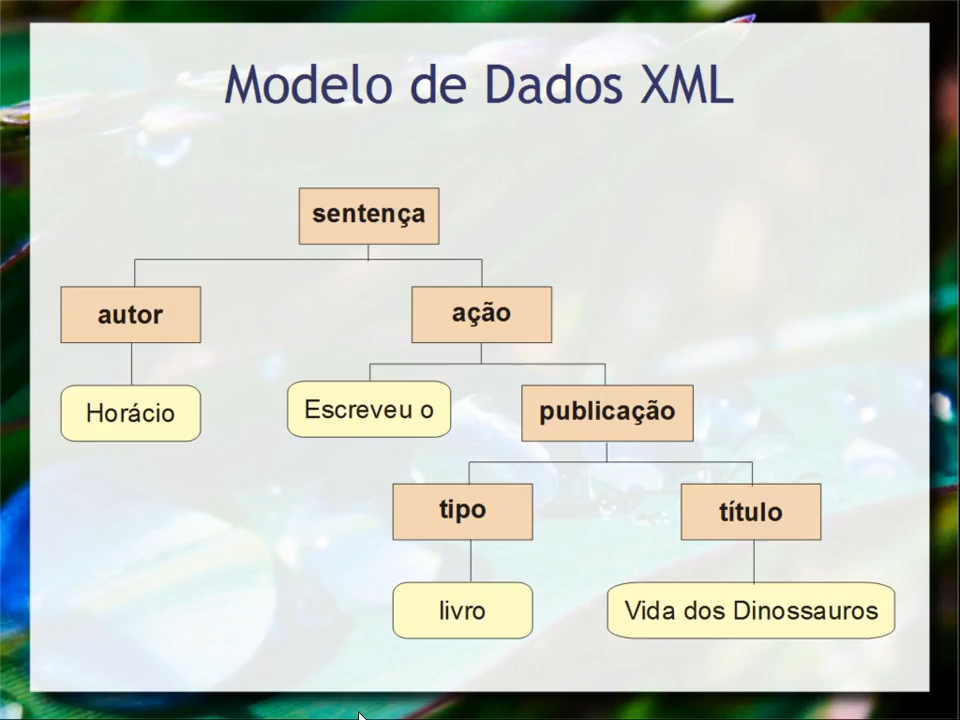 Modelo de Dados XML
sentença
autor
ação
Horácio
Escreveu o
publicação
tipo
título
livro
Vida dos Dinossauros